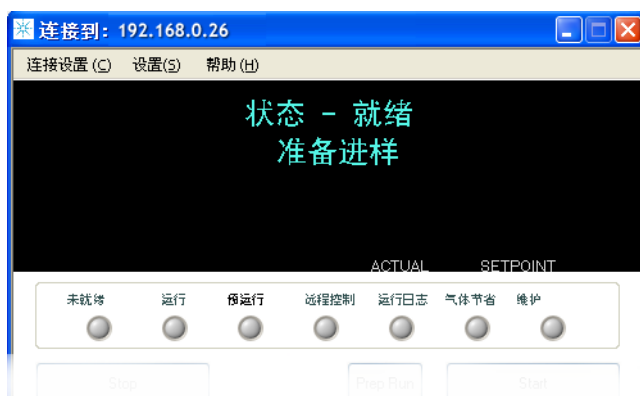 连接到: 192.168.0.26
连接设置(C) 设置(S) 帮助(H)
状态 - 就绪
准备进样
ACTUAL SETPOINT
未就绪 运行 预运行 远程控制 运行日志 气体节省 维护
Stop Prep Run Start